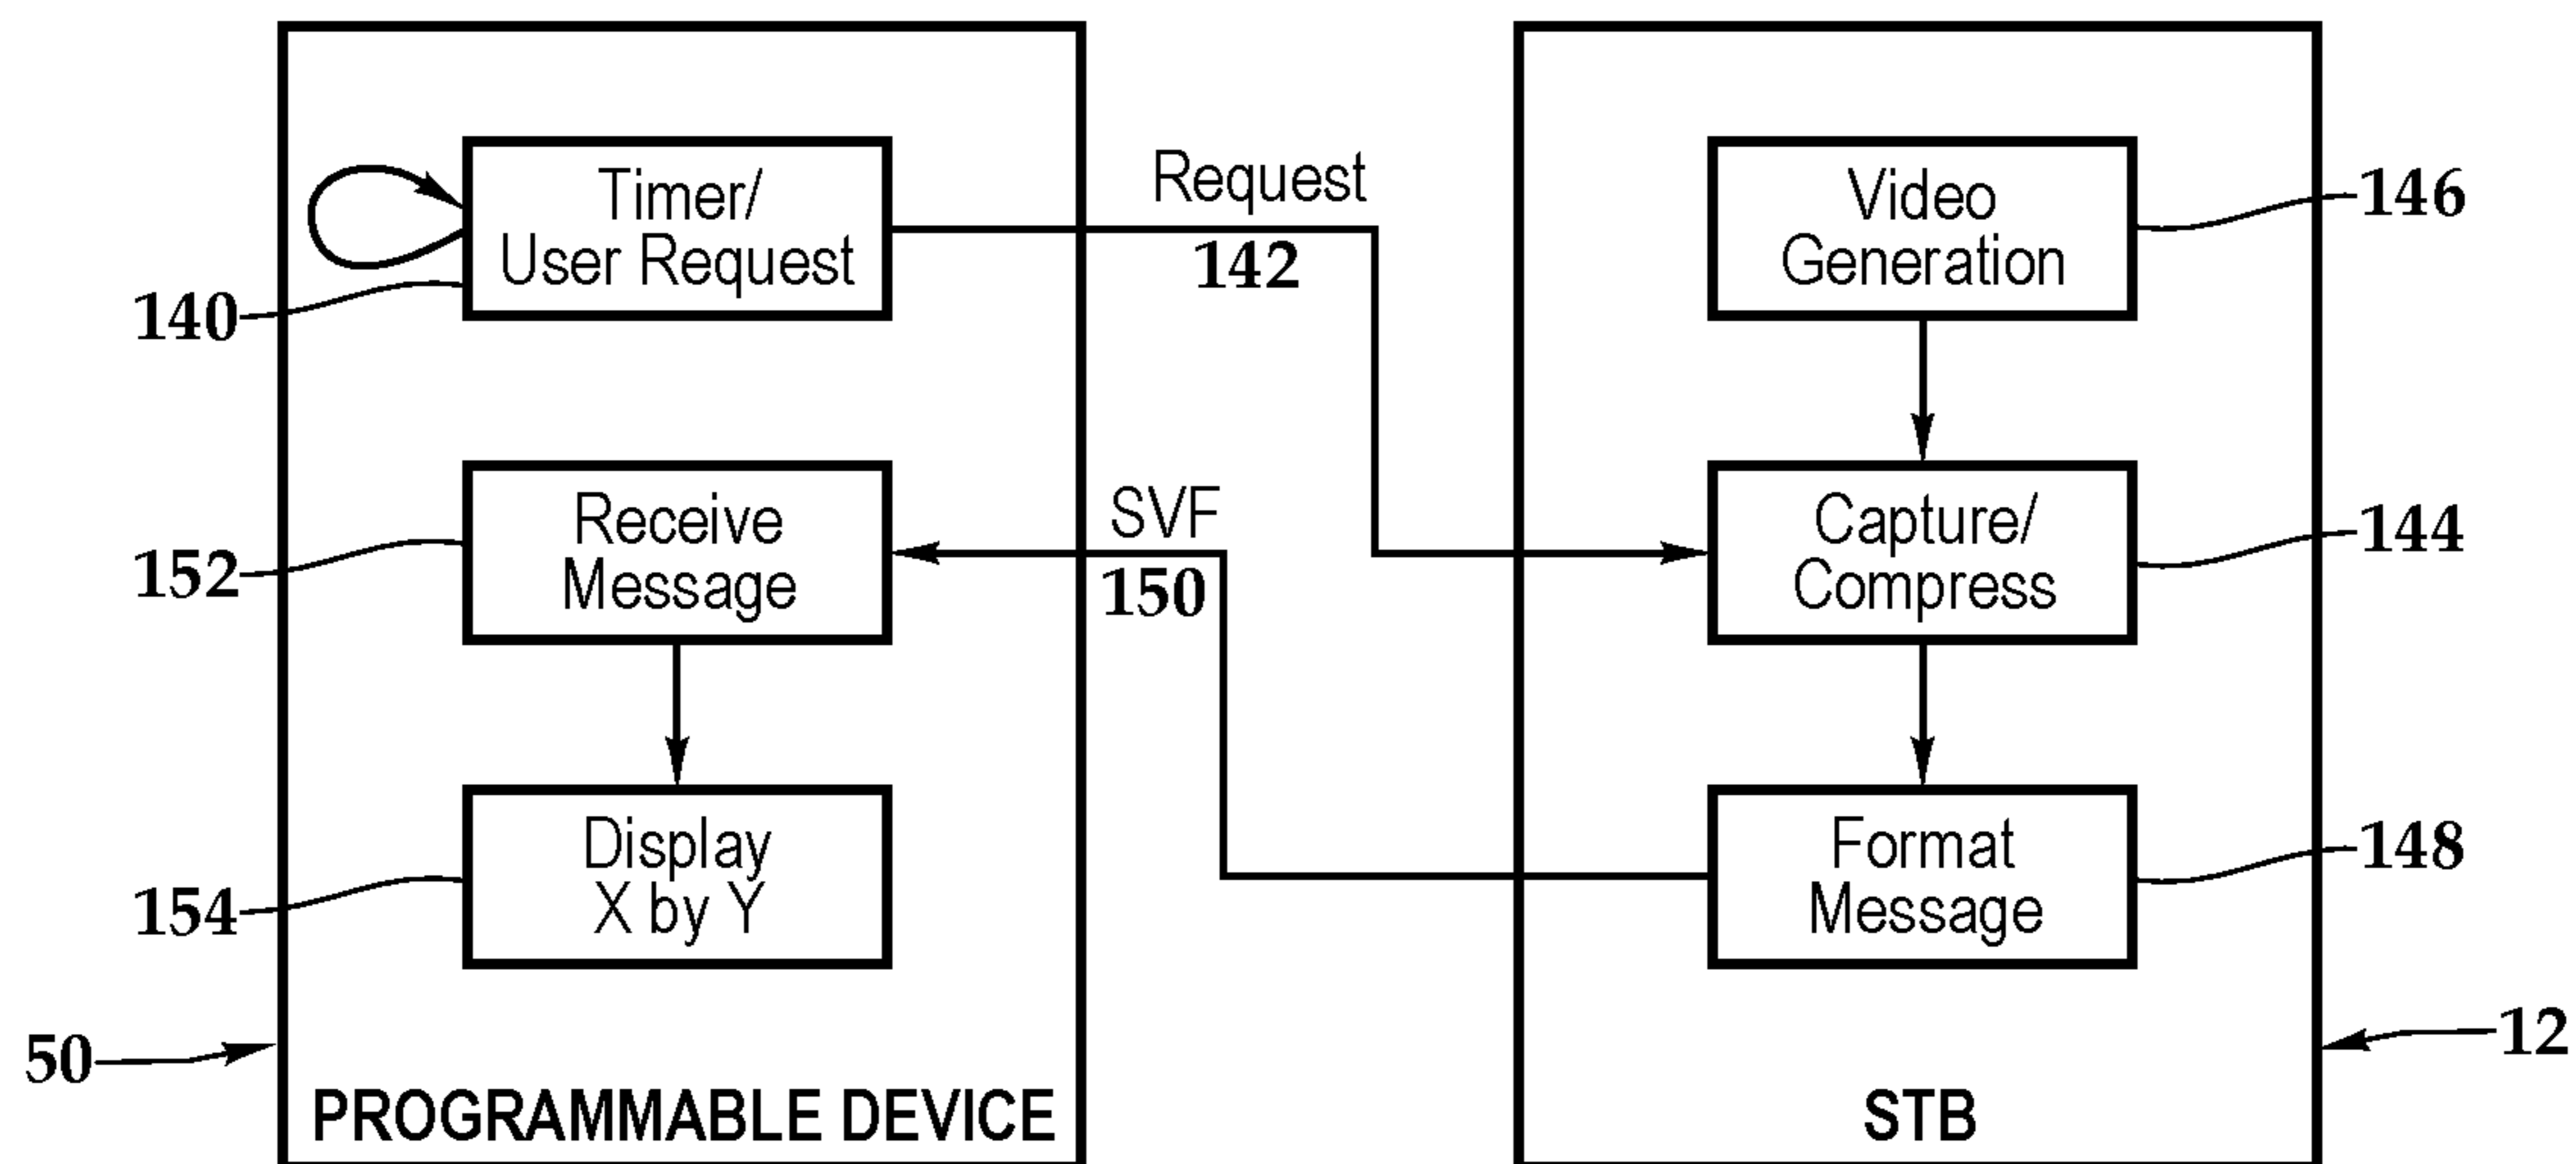 Timer/
User Request
140
Request
142
Video
Generation
146
Receive
Message
152
SVF
150
Capture/
Compress
144
Display
X by Y
154
Format
Message
148
50
PROGRAMMABLE DEVICE
STB
12